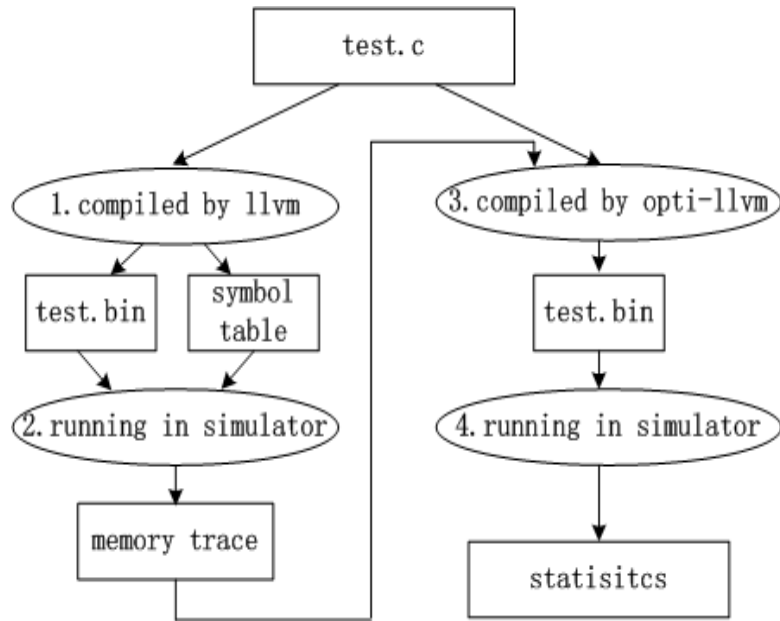 test.c
1.compiled by llvm
3.compiled by opti-llvm
test.bin
symbol
table
test.bin
2.running in simulator
4.running in simulator
memory trace
statisitcs